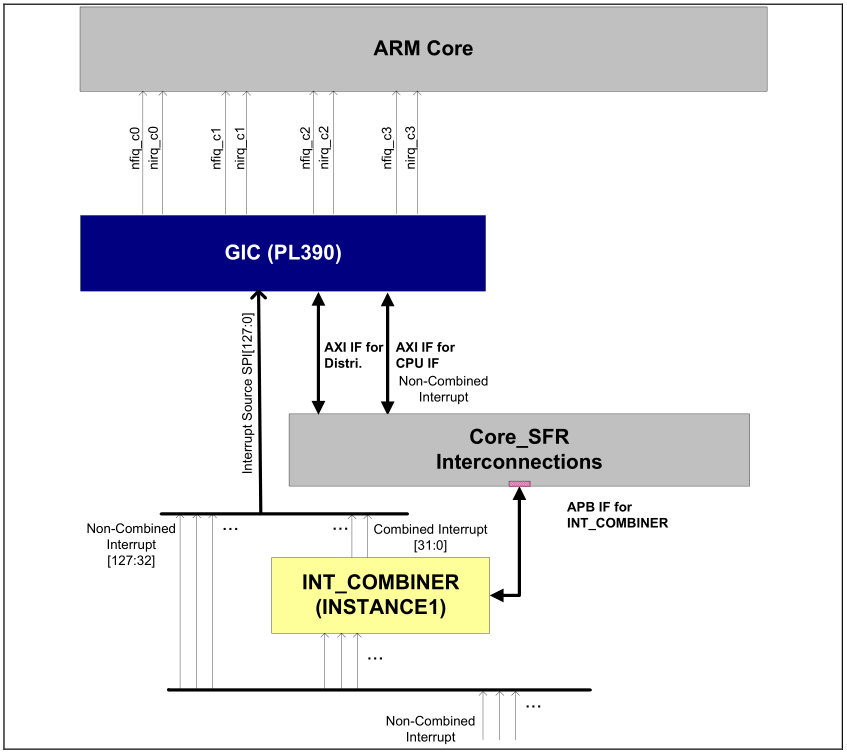 ARM Core
nfiq_c0
nirq_c0
nfiq_c1
nirq_c1
nfiq_c2
nirq_c2
nfiq_c3
nirq_c3
GIC (PL390)
Interrupt Source SPI[127:0]
AXI IF for
Distri.
AXI IF for
CPU IF
Non-Combined
Interrupt
Core_SFR
Interconnections
Non-Combined
Interrupt
[127:32]
...
...
Combined Interrupt
[31:0]
APB IF for
INT_COMBINER
INT_COMBINER
(INSTANCE1)
...
...
Non-Combined
Interrupt